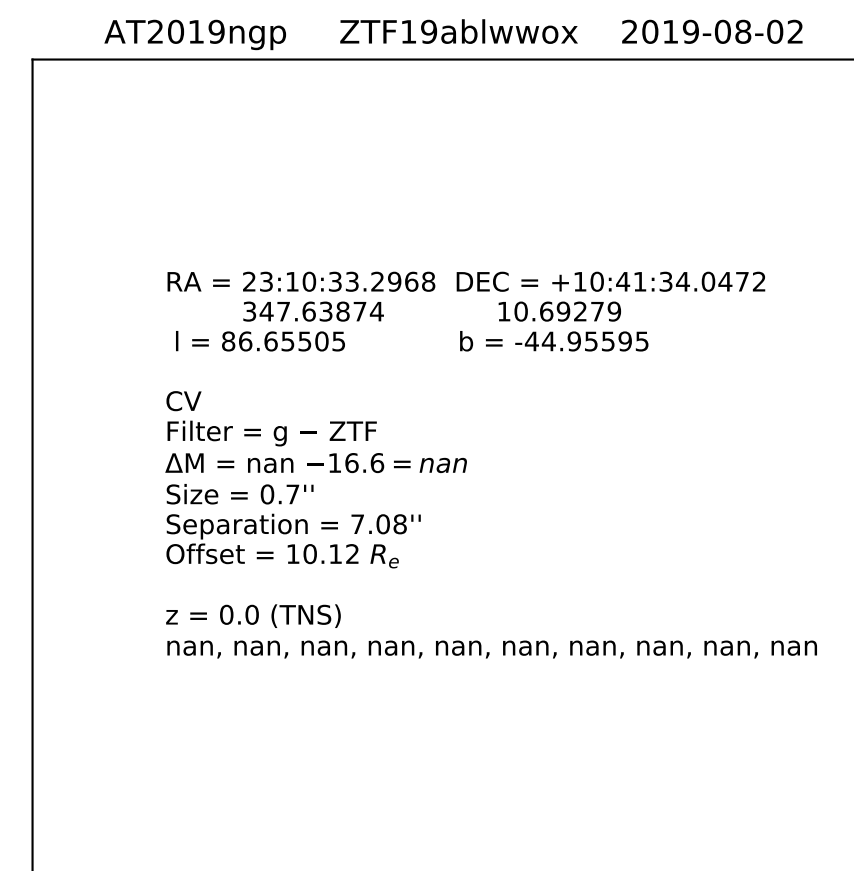 AT2019ngp ZTF19ablwwox 2019-08-02
RA = 23:10:33.2968 DEC = +10:41:34.0472
347.63874 10.69279
l = 86.65505 b = -44.95595
CV
Filter = g − ZTF
ΔM = nan −16.6 = nan
Size = 0.7''
Separation = 7.08''
Offset = 10.12 Rₑ
z = 0.0 (TNS)
nan, nan, nan, nan, nan, nan, nan, nan, nan, nan